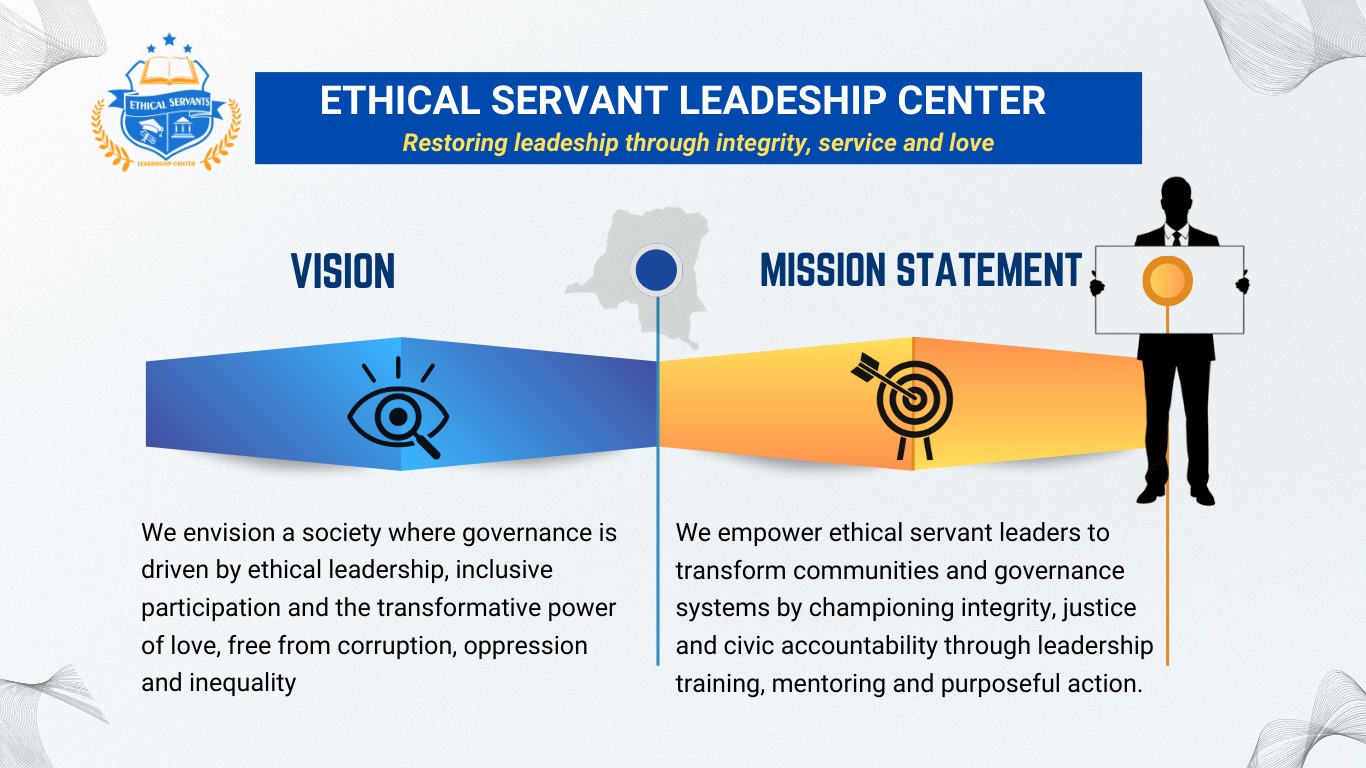 ETHICAL SERVANTS
LEADERSHIP CENTER
ETHICAL SERVANT LEADESHIP CENTER
Restoring leadeship through integrity, service and love
VISION
MISSION STATEMENT
We envision a society where governance is
driven by ethical leadership, inclusive
participation and the transformative power
of love, free from corruption, oppression
and inequality
We empower ethical servant leaders to
transform communities and governance
systems by championing integrity, justice
and civic accountability through leadership
training, mentoring and purposeful action.